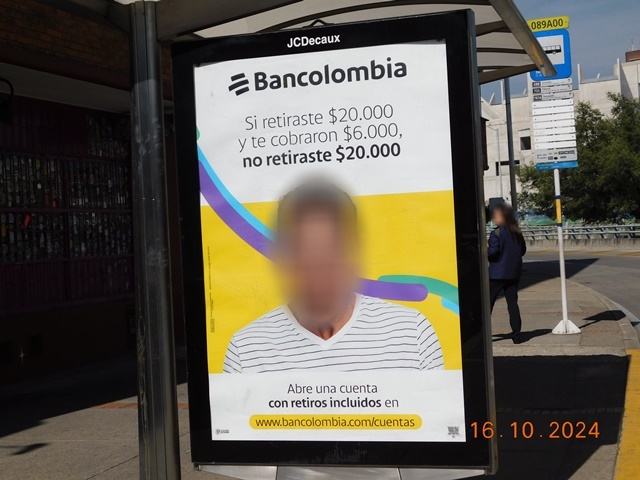 JCDecaux
Bancolombia
Si retiraste $20.000
y te cobraron $6.000,
no retiraste $20.000
Abre una cuenta
con retiros incluidos en
www.bancolombia.com/cuentas
089A00
16.10.2024